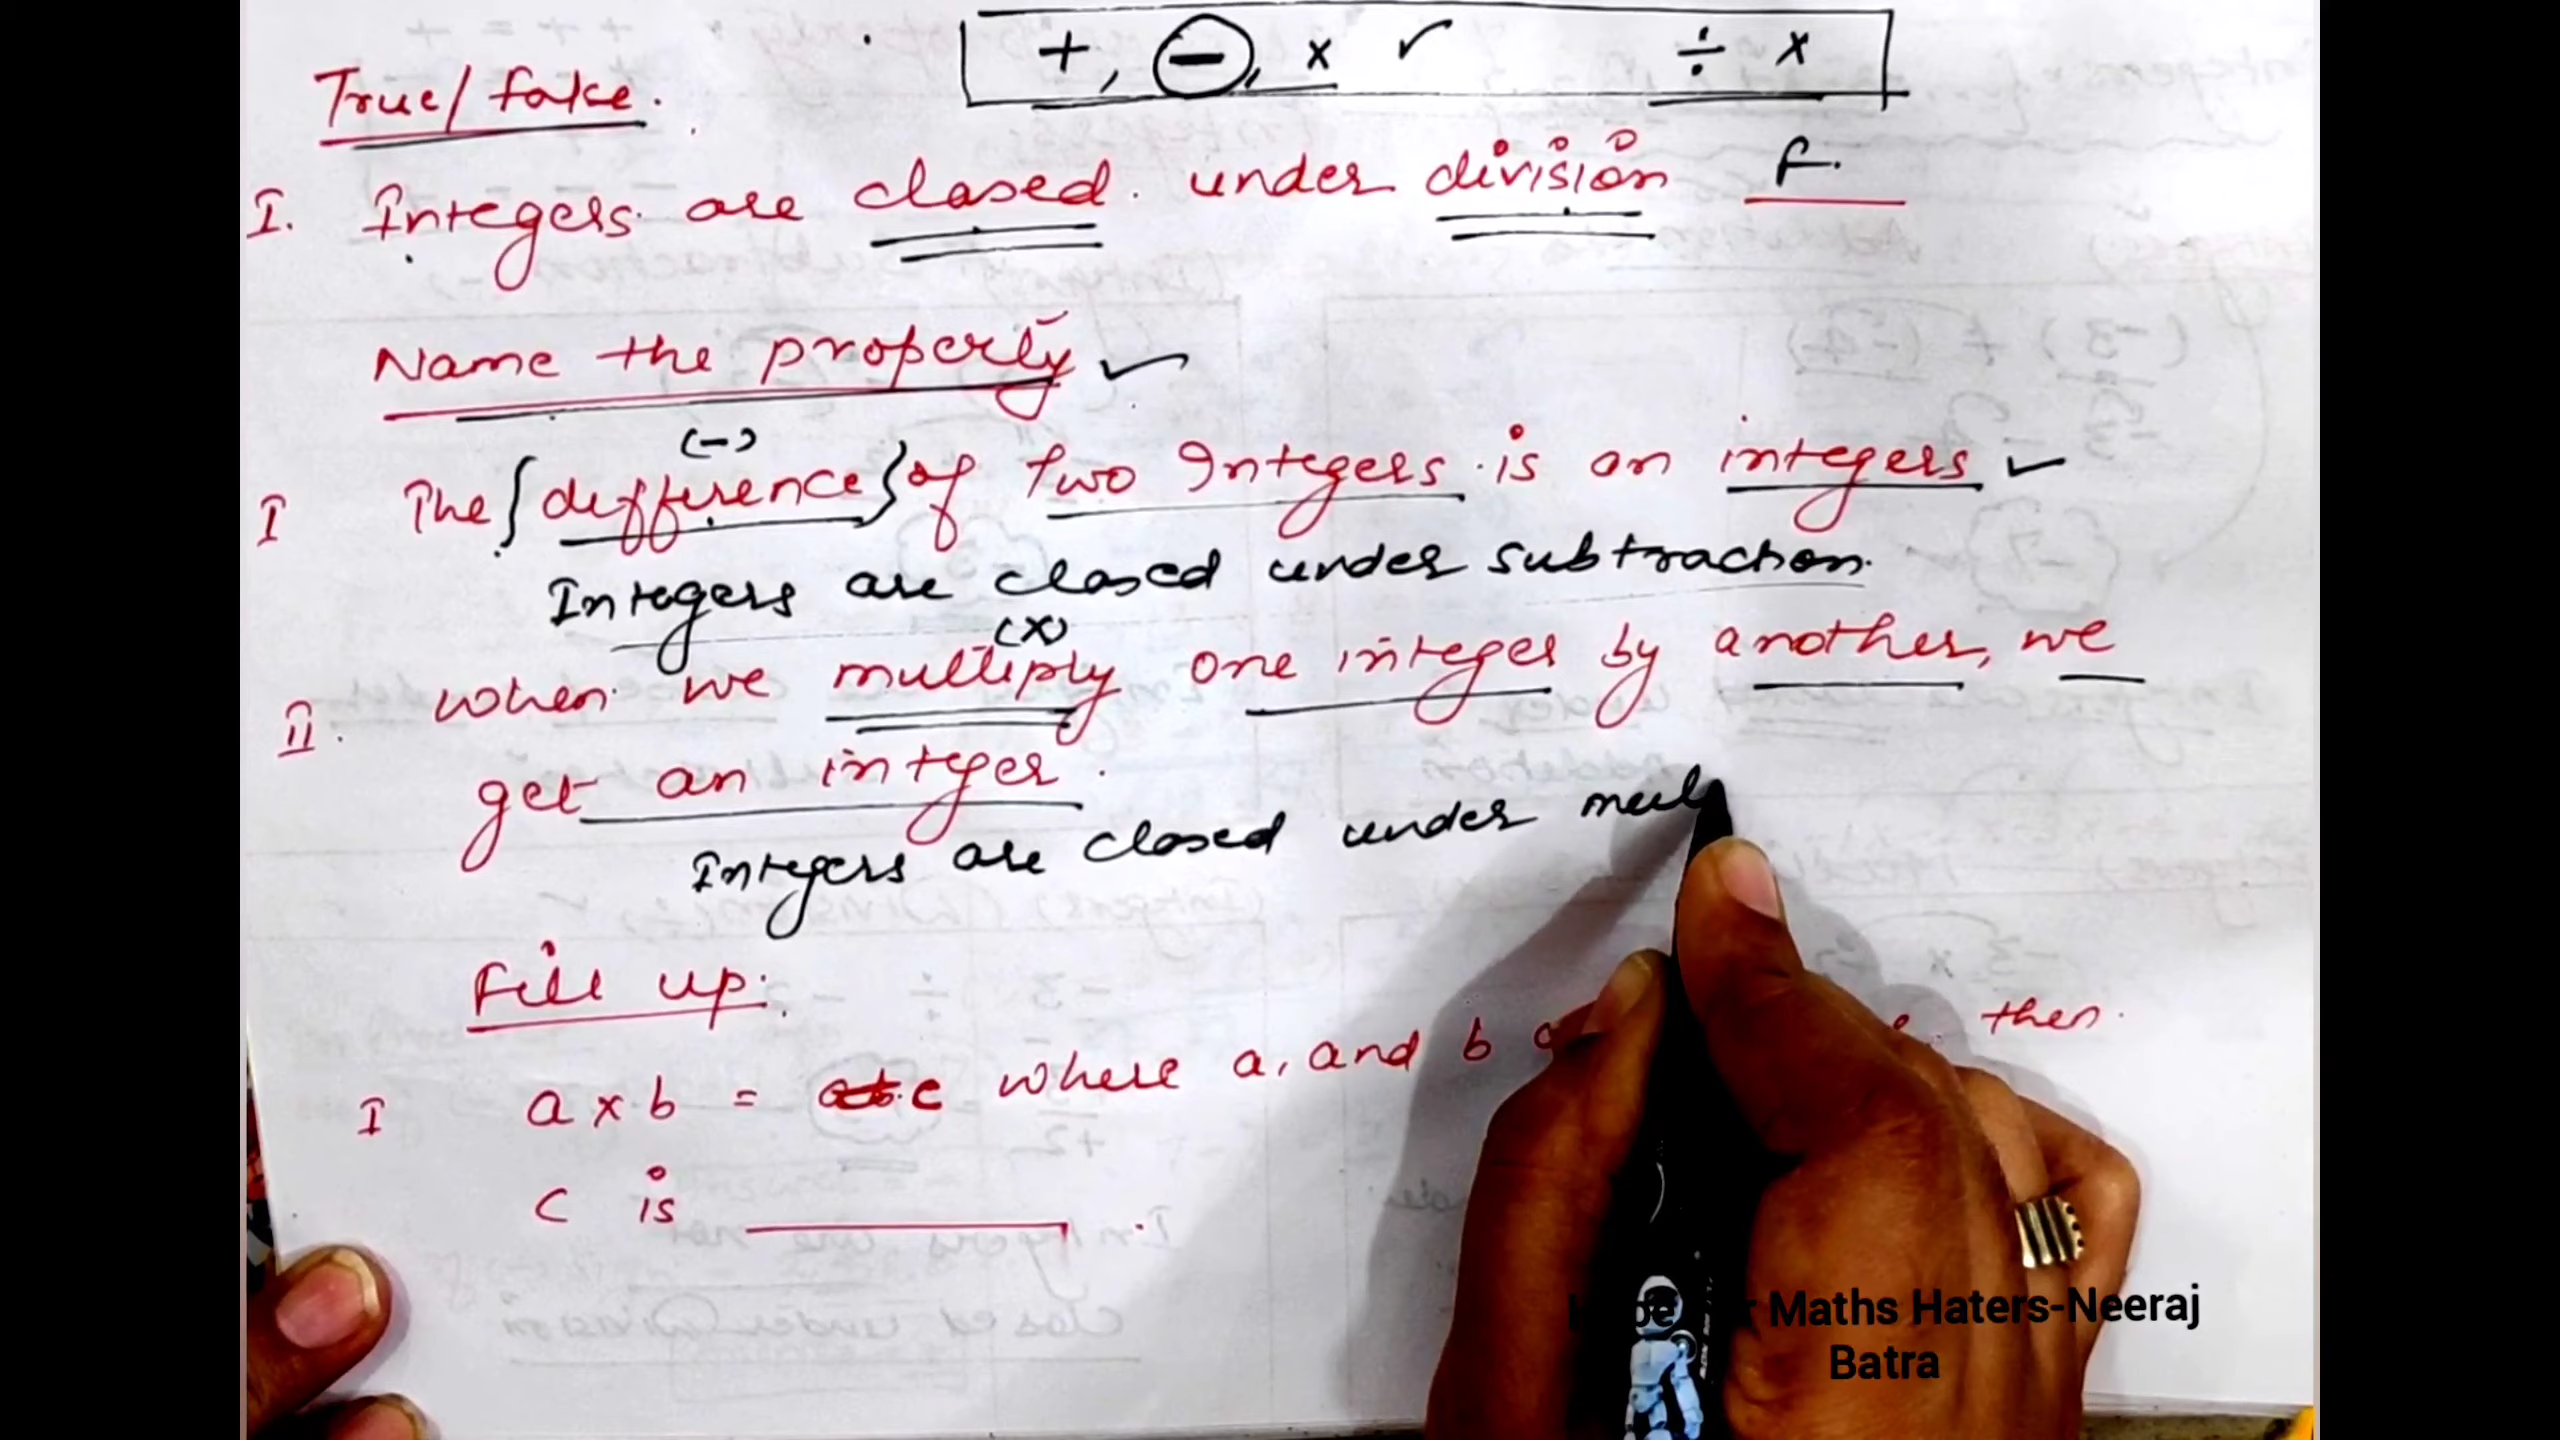 +, -, × ✓ ÷ ×
True/false.
I. Integers are closed under division F.
Name the property ✓
(-)
I The {difference} of two Integers is an integers ✓
Integers are closed under subtraction.
(×)
II. When we multiply one integer by another, we
get an integer.
Integers are closed under mul
Fill up:
I a × b = c where a, and b then
c is ______.
Maths Haters-Neeraj
Batra